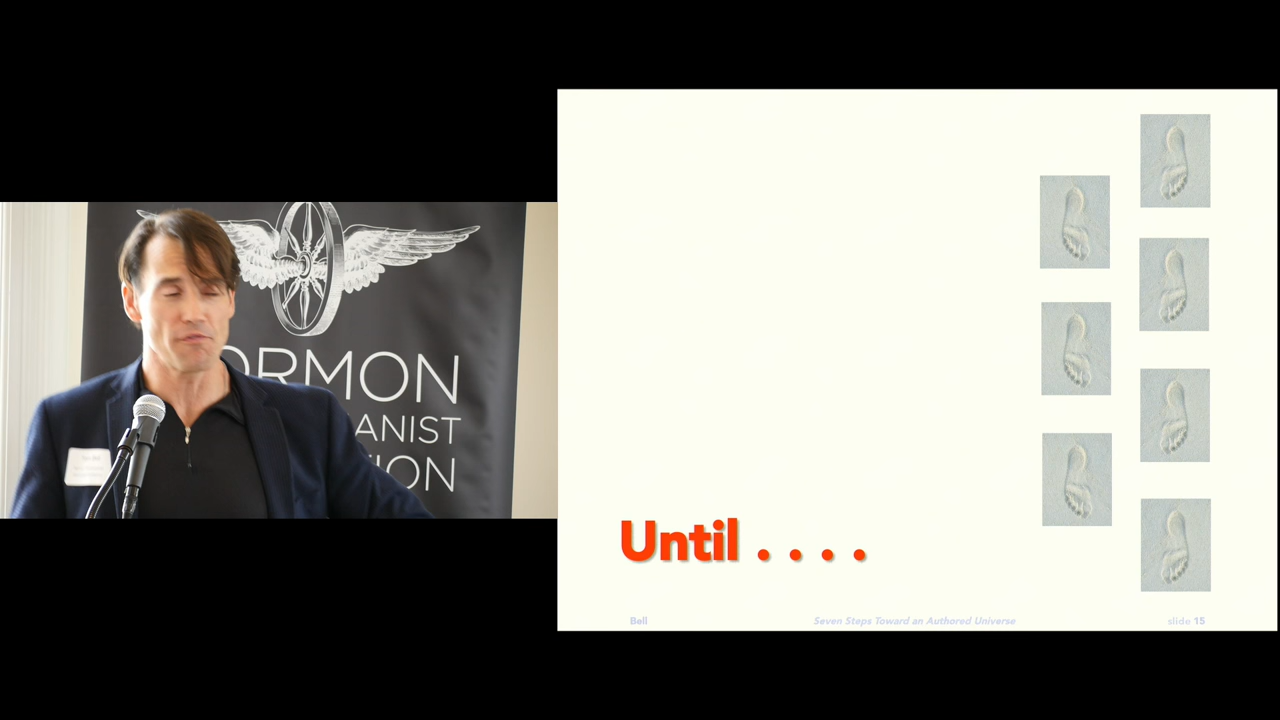 ORMON
ANIST
ION
Until . . . .
Bell
Seven Steps Toward an Authored Universe
slide 15